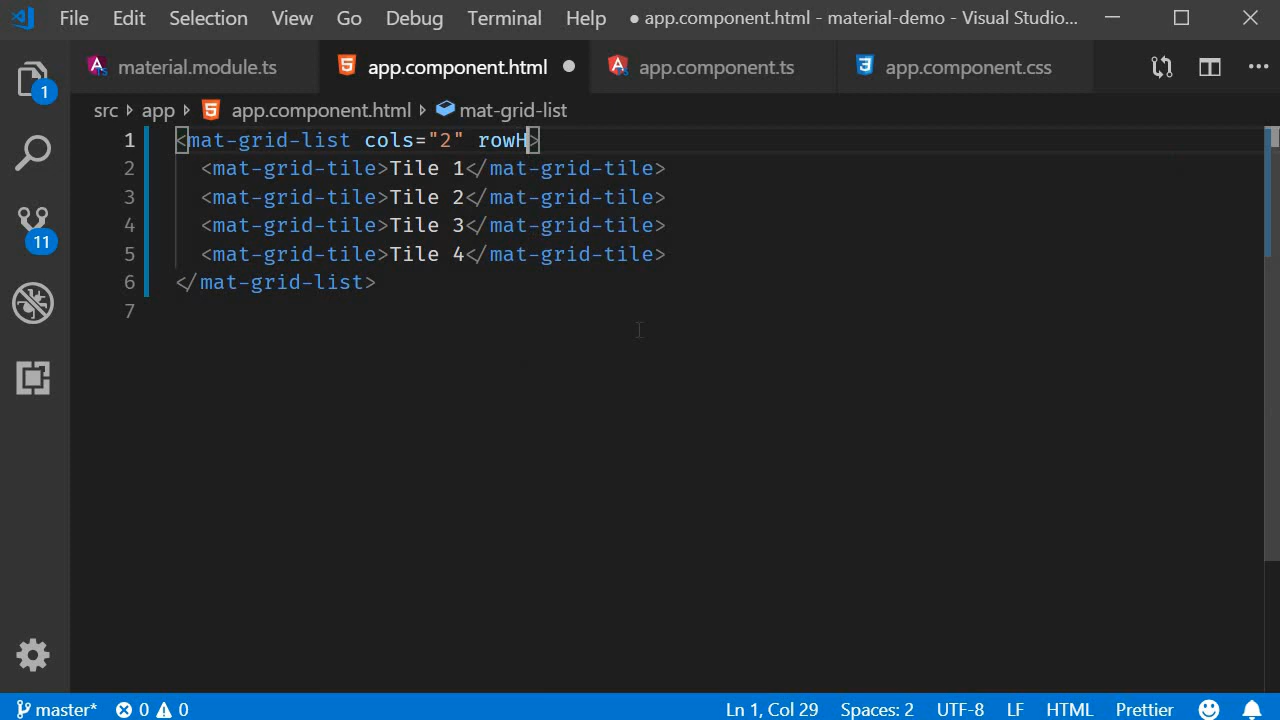 File Edit Selection View Go Debug Terminal Help ● app.component.html - material-demo - Visual Studio...
material.module.ts app.component.html app.component.ts app.component.css
src app app.component.html mat-grid-list
1 <mat-grid-list cols="2" rowH>
2 <mat-grid-tile>Tile 1</mat-grid-tile>
3 <mat-grid-tile>Tile 2</mat-grid-tile>
4 <mat-grid-tile>Tile 3</mat-grid-tile>
5 <mat-grid-tile>Tile 4</mat-grid-tile>
6 </mat-grid-list>
7
1
11
master* 0 0 Ln 1, Col 29 Spaces: 2 UTF-8 LF HTML Prettier